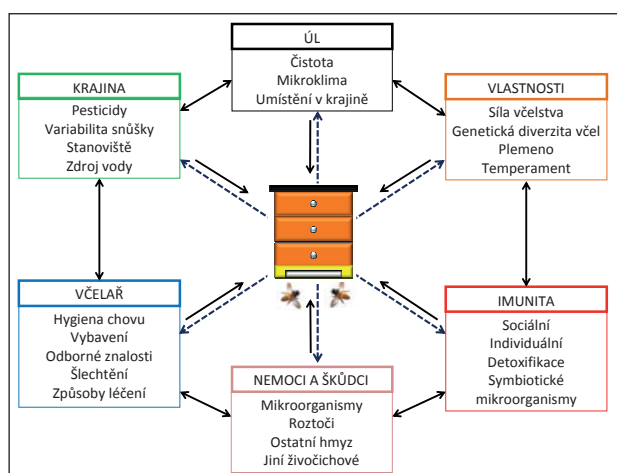 ÚL
Čistota
Mikroklima
Umístění v krajině
KRAJINA
Pesticidy
Variabilita snůšky
Stanoviště
Zdroj vody
VLASTNOSTI
Síla včelstva
Genetická diverzita včel
Plemeno
Temperament
VČELAŘ
Hygiena chovu
Vybavení
Odborné znalosti
Šlechtění
Způsoby léčení
IMUNITA
Sociální
Individuální
Detoxifikace
Symbiotické
mikroorganismy
NEMOCI A ŠKŮDCI
Mikroorganismy
Roztoči
Ostatní hmyz
Jiní živočichové